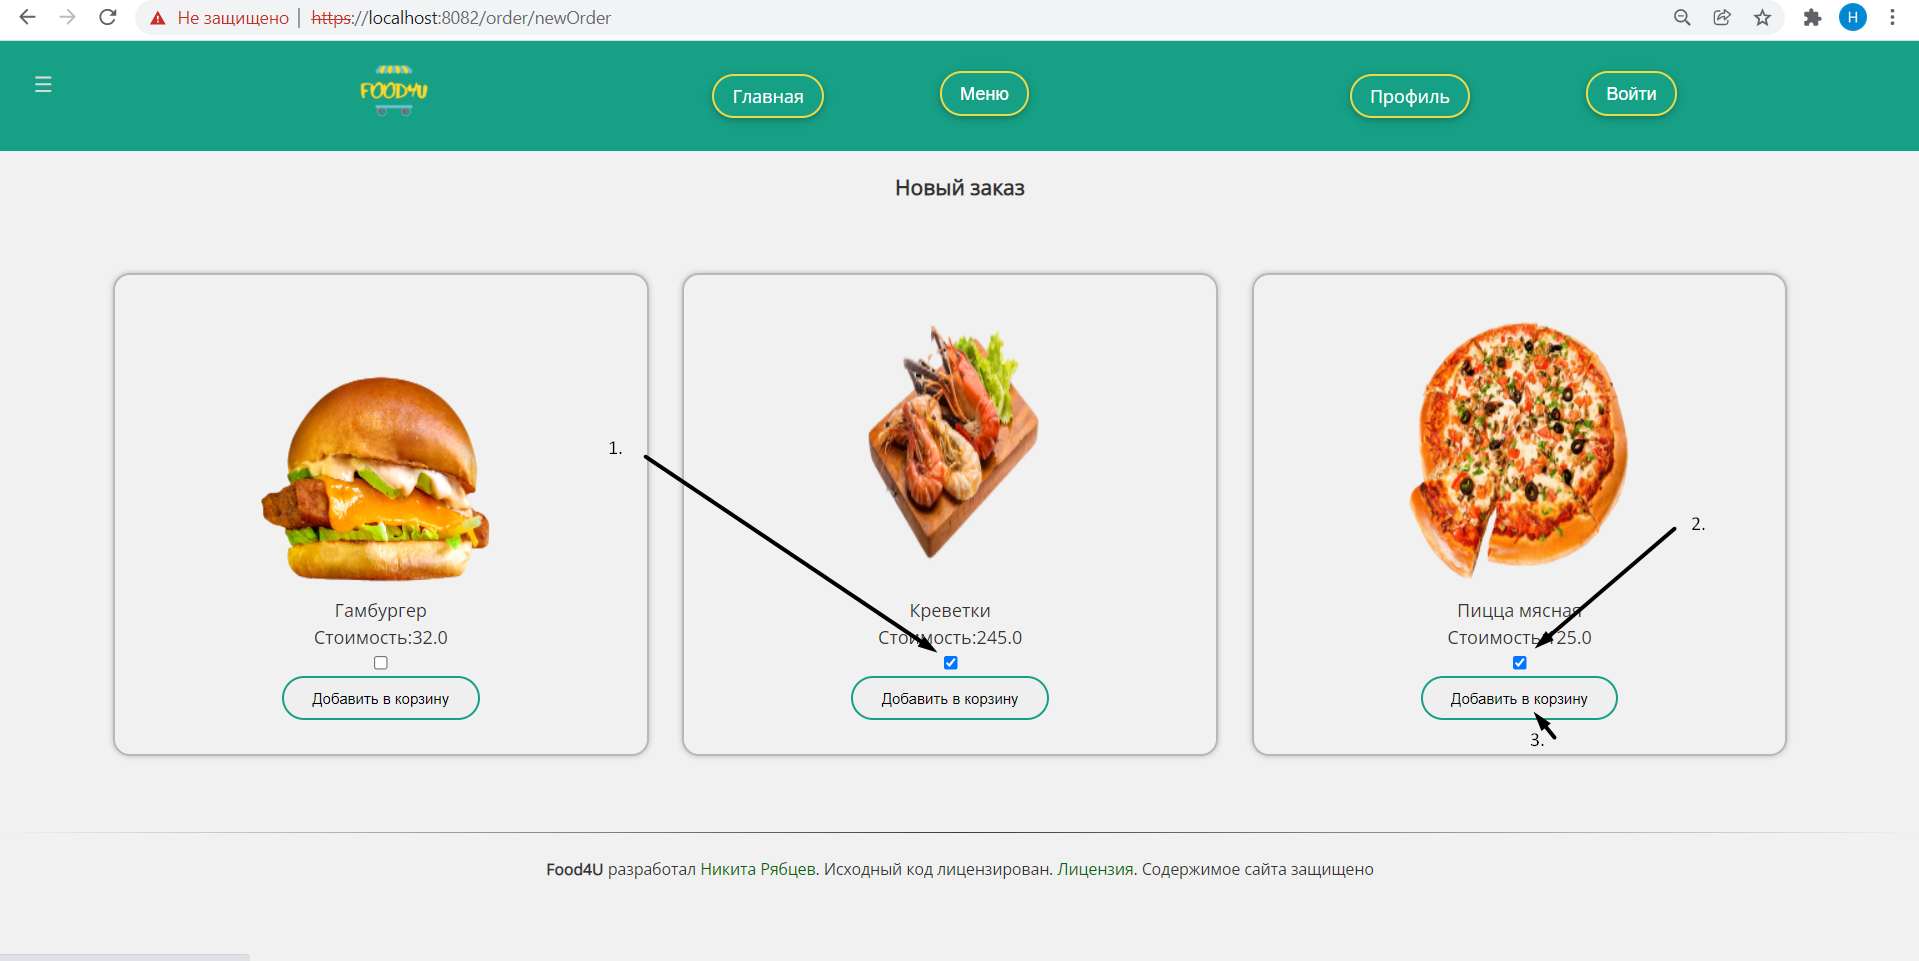 Не защищено | https://localhost:8082/order/newOrder
H
FOOD4U
Главная
Меню
Профиль
Войти
Новый заказ
1.
2.
Гамбургер
Стоимость:32.0
Добавить в корзину
Креветки
Стоимость:245.0
Добавить в корзину
Пицца мясная
Стоимость
25.0
Добавить в корзину
3.
Food4U разработал Никита Рябцев. Исходный код лицензирован. Лицензия. Содержимое сайта защищено